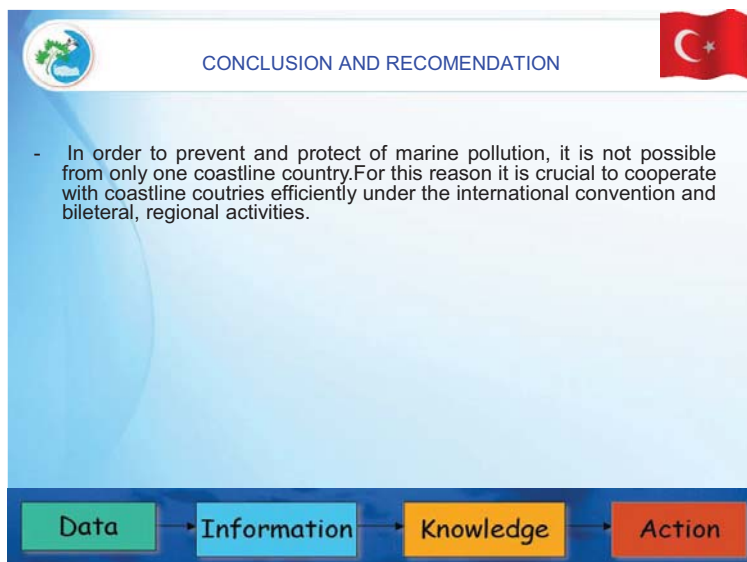 CONCLUSION AND RECOMENDATION
- In order to prevent and protect of marine pollution, it is not possible
from only one coastline country.For this reason it is crucial to cooperate
with coastline coutries efficiently under the international convention and
bileteral, regional activities.
Data Information Knowledge Action